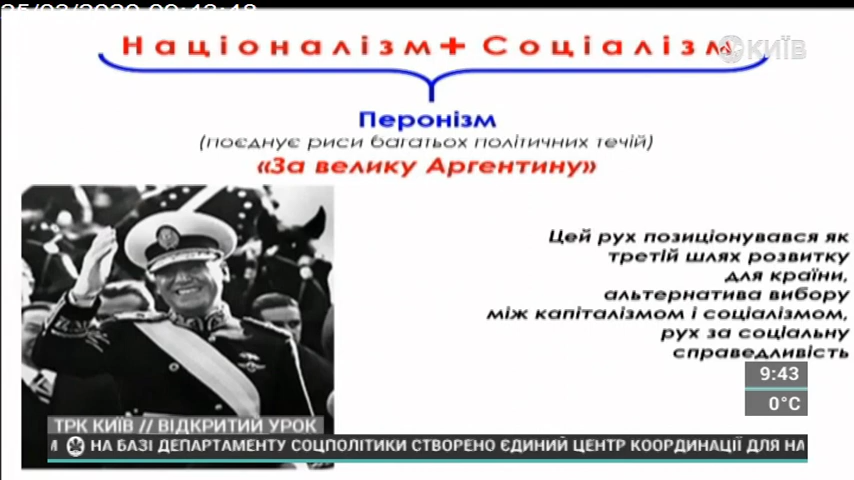 Націоналізм+Соціалізм
КИЇВ
Перонізм
(поєднує риси багатьох політичних течій)
«За велику Аргентину»
Цей рух позиціонувався як
третій шлях розвитку
для країни,
альтернатива вибору
між капіталізмом і соціалізмом,
рух за соціальну
справедливість
9:43
0°C
ТРК КИЇВ // ВІДКРИТИЙ УРОК
НА БАЗІ ДЕПАРТАМЕНТУ СОЦПОЛІТИКИ СТВОРЕНО ЄДИНИЙ ЦЕНТР КООРДИНАЦІЇ ДЛЯ НА